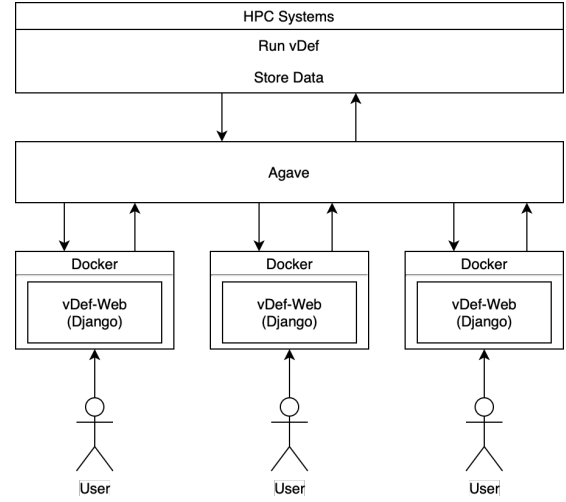 HPC Systems
Run vDef
Store Data
Agave
Docker
Docker
Docker
vDef-Web
(Django)
vDef-Web
(Django)
vDef-Web
(Django)
User
User
User